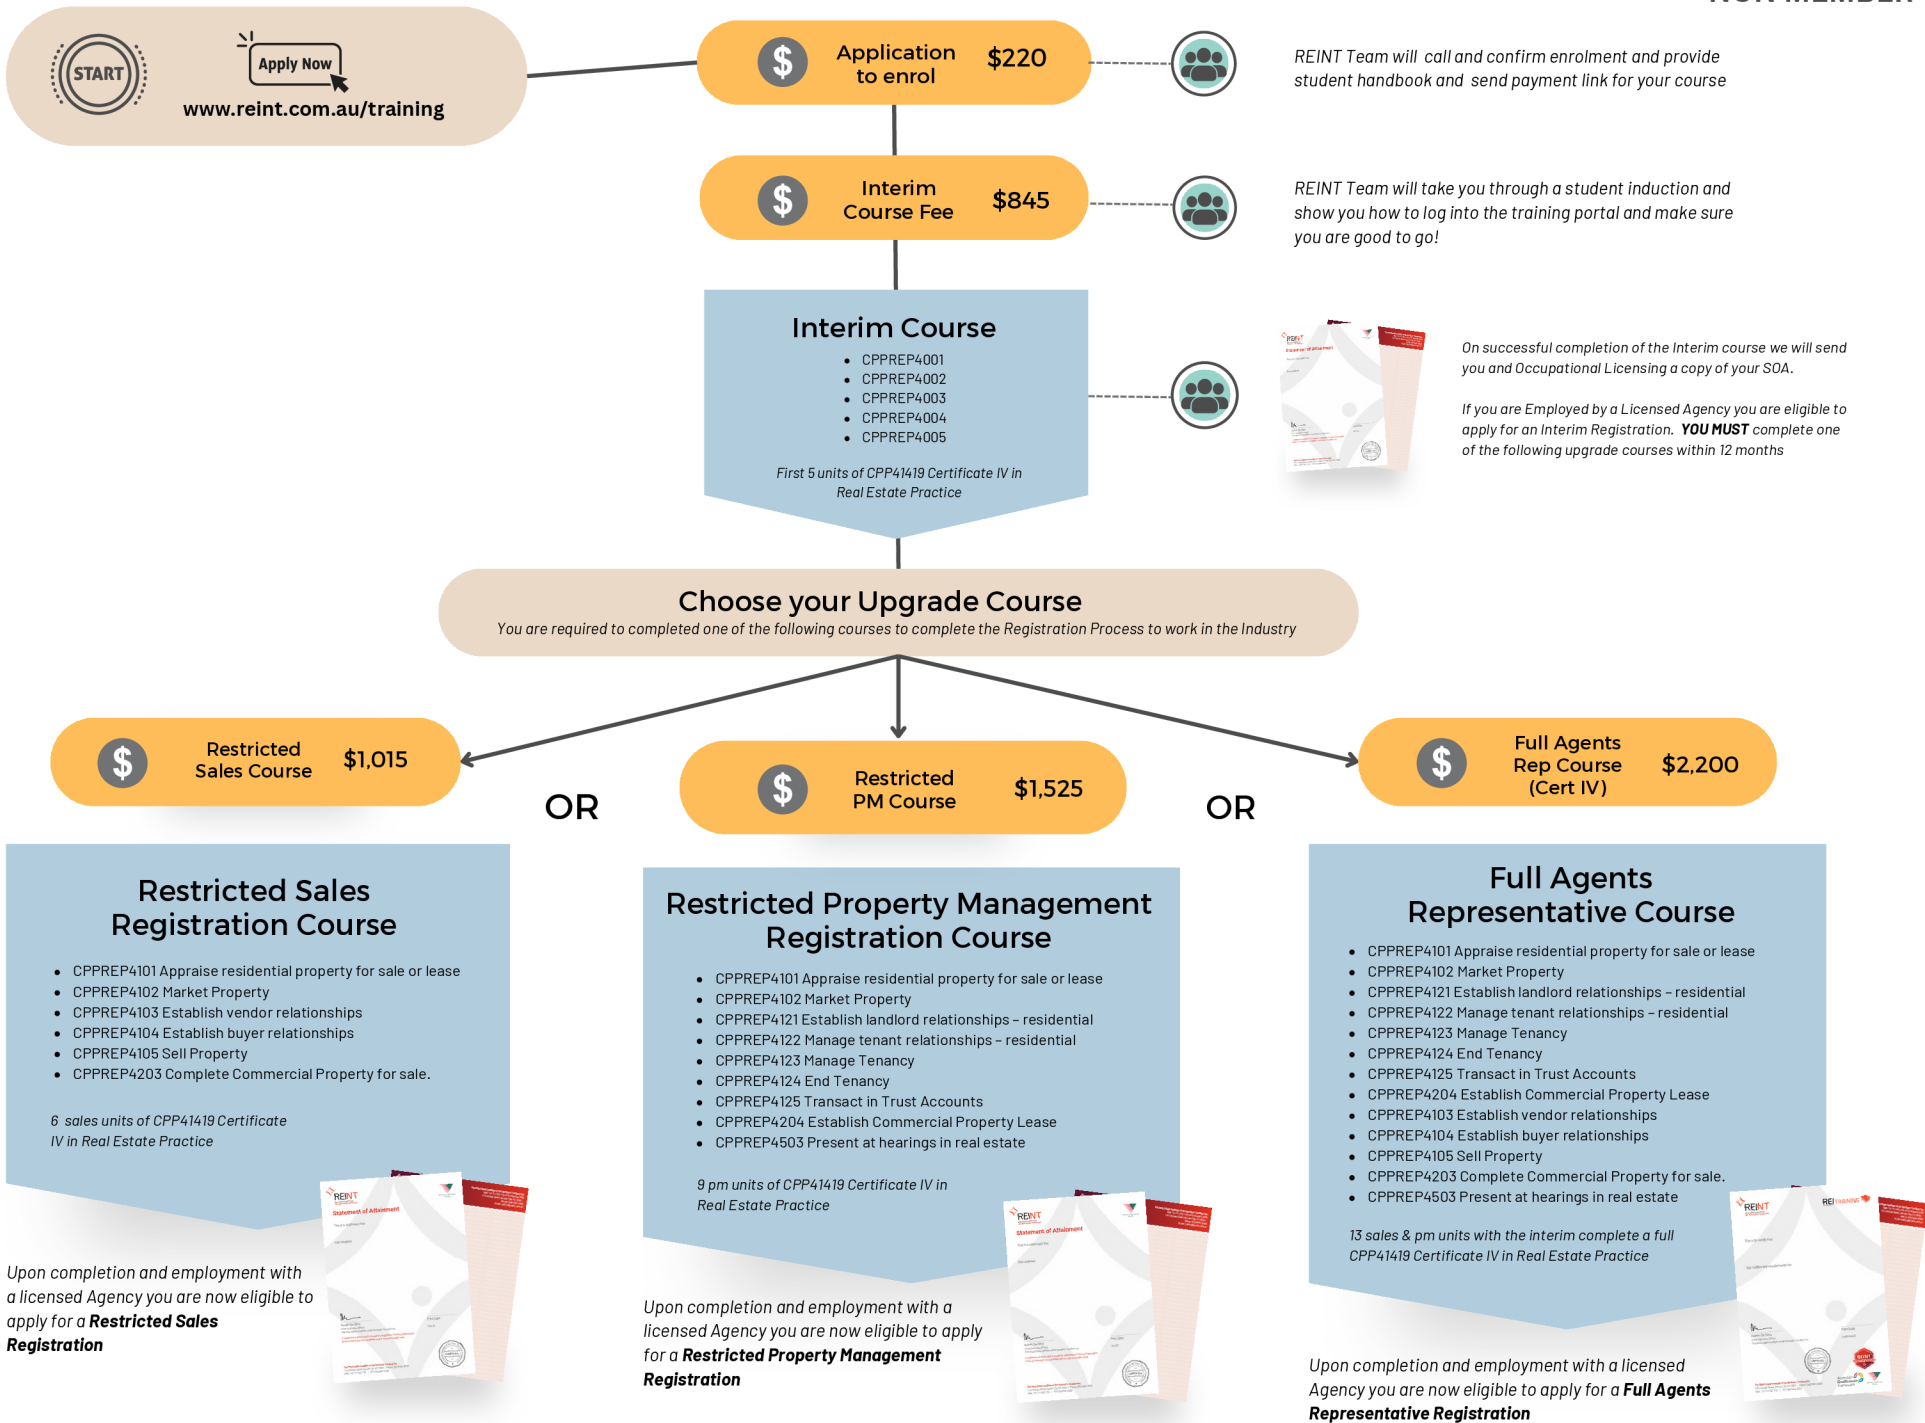 START
Apply Now
www.reint.com.au/training
Application
to enrol
$220
REINT Team will call and confirm enrolment and provide
student handbook and send payment link for your course
Interim
Course Fee
$845
REINT Team will take you through a student induction and
show you how to log into the training portal and make sure
you are good to go!
Interim Course
CPPREP4001
CPPREP4002
CPPREP4003
CPPREP4004
CPPREP4005
First 5 units of CPP41419 Certificate IV in
Real Estate Practice
REINT
Statement of Attainment
On successful completion of the Interim course we will send
you and Occupational Licensing a copy of your SOA.
If you are Employed by a Licensed Agency you are eligible to
apply for an Interim Registration. YOU MUST complete one
of the following upgrade courses within 12 months
Choose your Upgrade Course
You are required to completed one of the following courses to complete the Registration Process to work in the Industry
Restricted
Sales Course
$1,015
OR
Restricted
PM Course
$1,525
OR
Full Agents
Rep Course
(Cert IV)
$2,200
Restricted Sales
Registration Course
CPPREP4101 Appraise residential property for sale or lease
CPPREP4102 Market Property
CPPREP4103 Establish vendor relationships
CPPREP4104 Establish buyer relationships
CPPREP4105 Sell Property
CPPREP4203 Complete Commercial Property for sale.
6 sales units of CPP41419 Certificate
IV in Real Estate Practice
REINT
Statement of Attainment
Upon completion and employment with
a licensed Agency you are now eligible to
apply for a Restricted Sales
Registration
Restricted Property Management
Registration Course
CPPREP4101 Appraise residential property for sale or lease
CPPREP4102 Market Property
CPPREP4121 Establish landlord relationships – residential
CPPREP4122 Manage tenant relationships – residential
CPPREP4123 Manage Tenancy
CPPREP4124 End Tenancy
CPPREP4125 Transact in Trust Accounts
CPPREP4204 Establish Commercial Property Lease
CPPREP4503 Present at hearings in real estate
9 pm units of CPP41419 Certificate IV in
Real Estate Practice
REINT
Statement of Attainment
Upon completion and employment with a
licensed Agency you are now eligible to apply
for a Restricted Property Management
Registration
Full Agents
Representative Course
CPPREP4101 Appraise residential property for sale or lease
CPPREP4102 Market Property
CPPREP4121 Establish landlord relationships – residential
CPPREP4122 Manage tenant relationships – residential
CPPREP4123 Manage Tenancy
CPPREP4124 End Tenancy
CPPREP4125 Transact in Trust Accounts
CPPREP4204 Establish Commercial Property Lease
CPPREP4103 Establish vendor relationships
CPPREP4104 Establish buyer relationships
CPPREP4105 Sell Property
CPPREP4203 Complete Commercial Property for sale.
CPPREP4503 Present at hearings in real estate
13 sales & pm units with the interim complete a full
CPP41419 Certificate IV in Real Estate Practice
REINT
REI TRAINING
Upon completion and employment with a licensed
Agency you are now eligible to apply for a Full Agents
Representative Registration